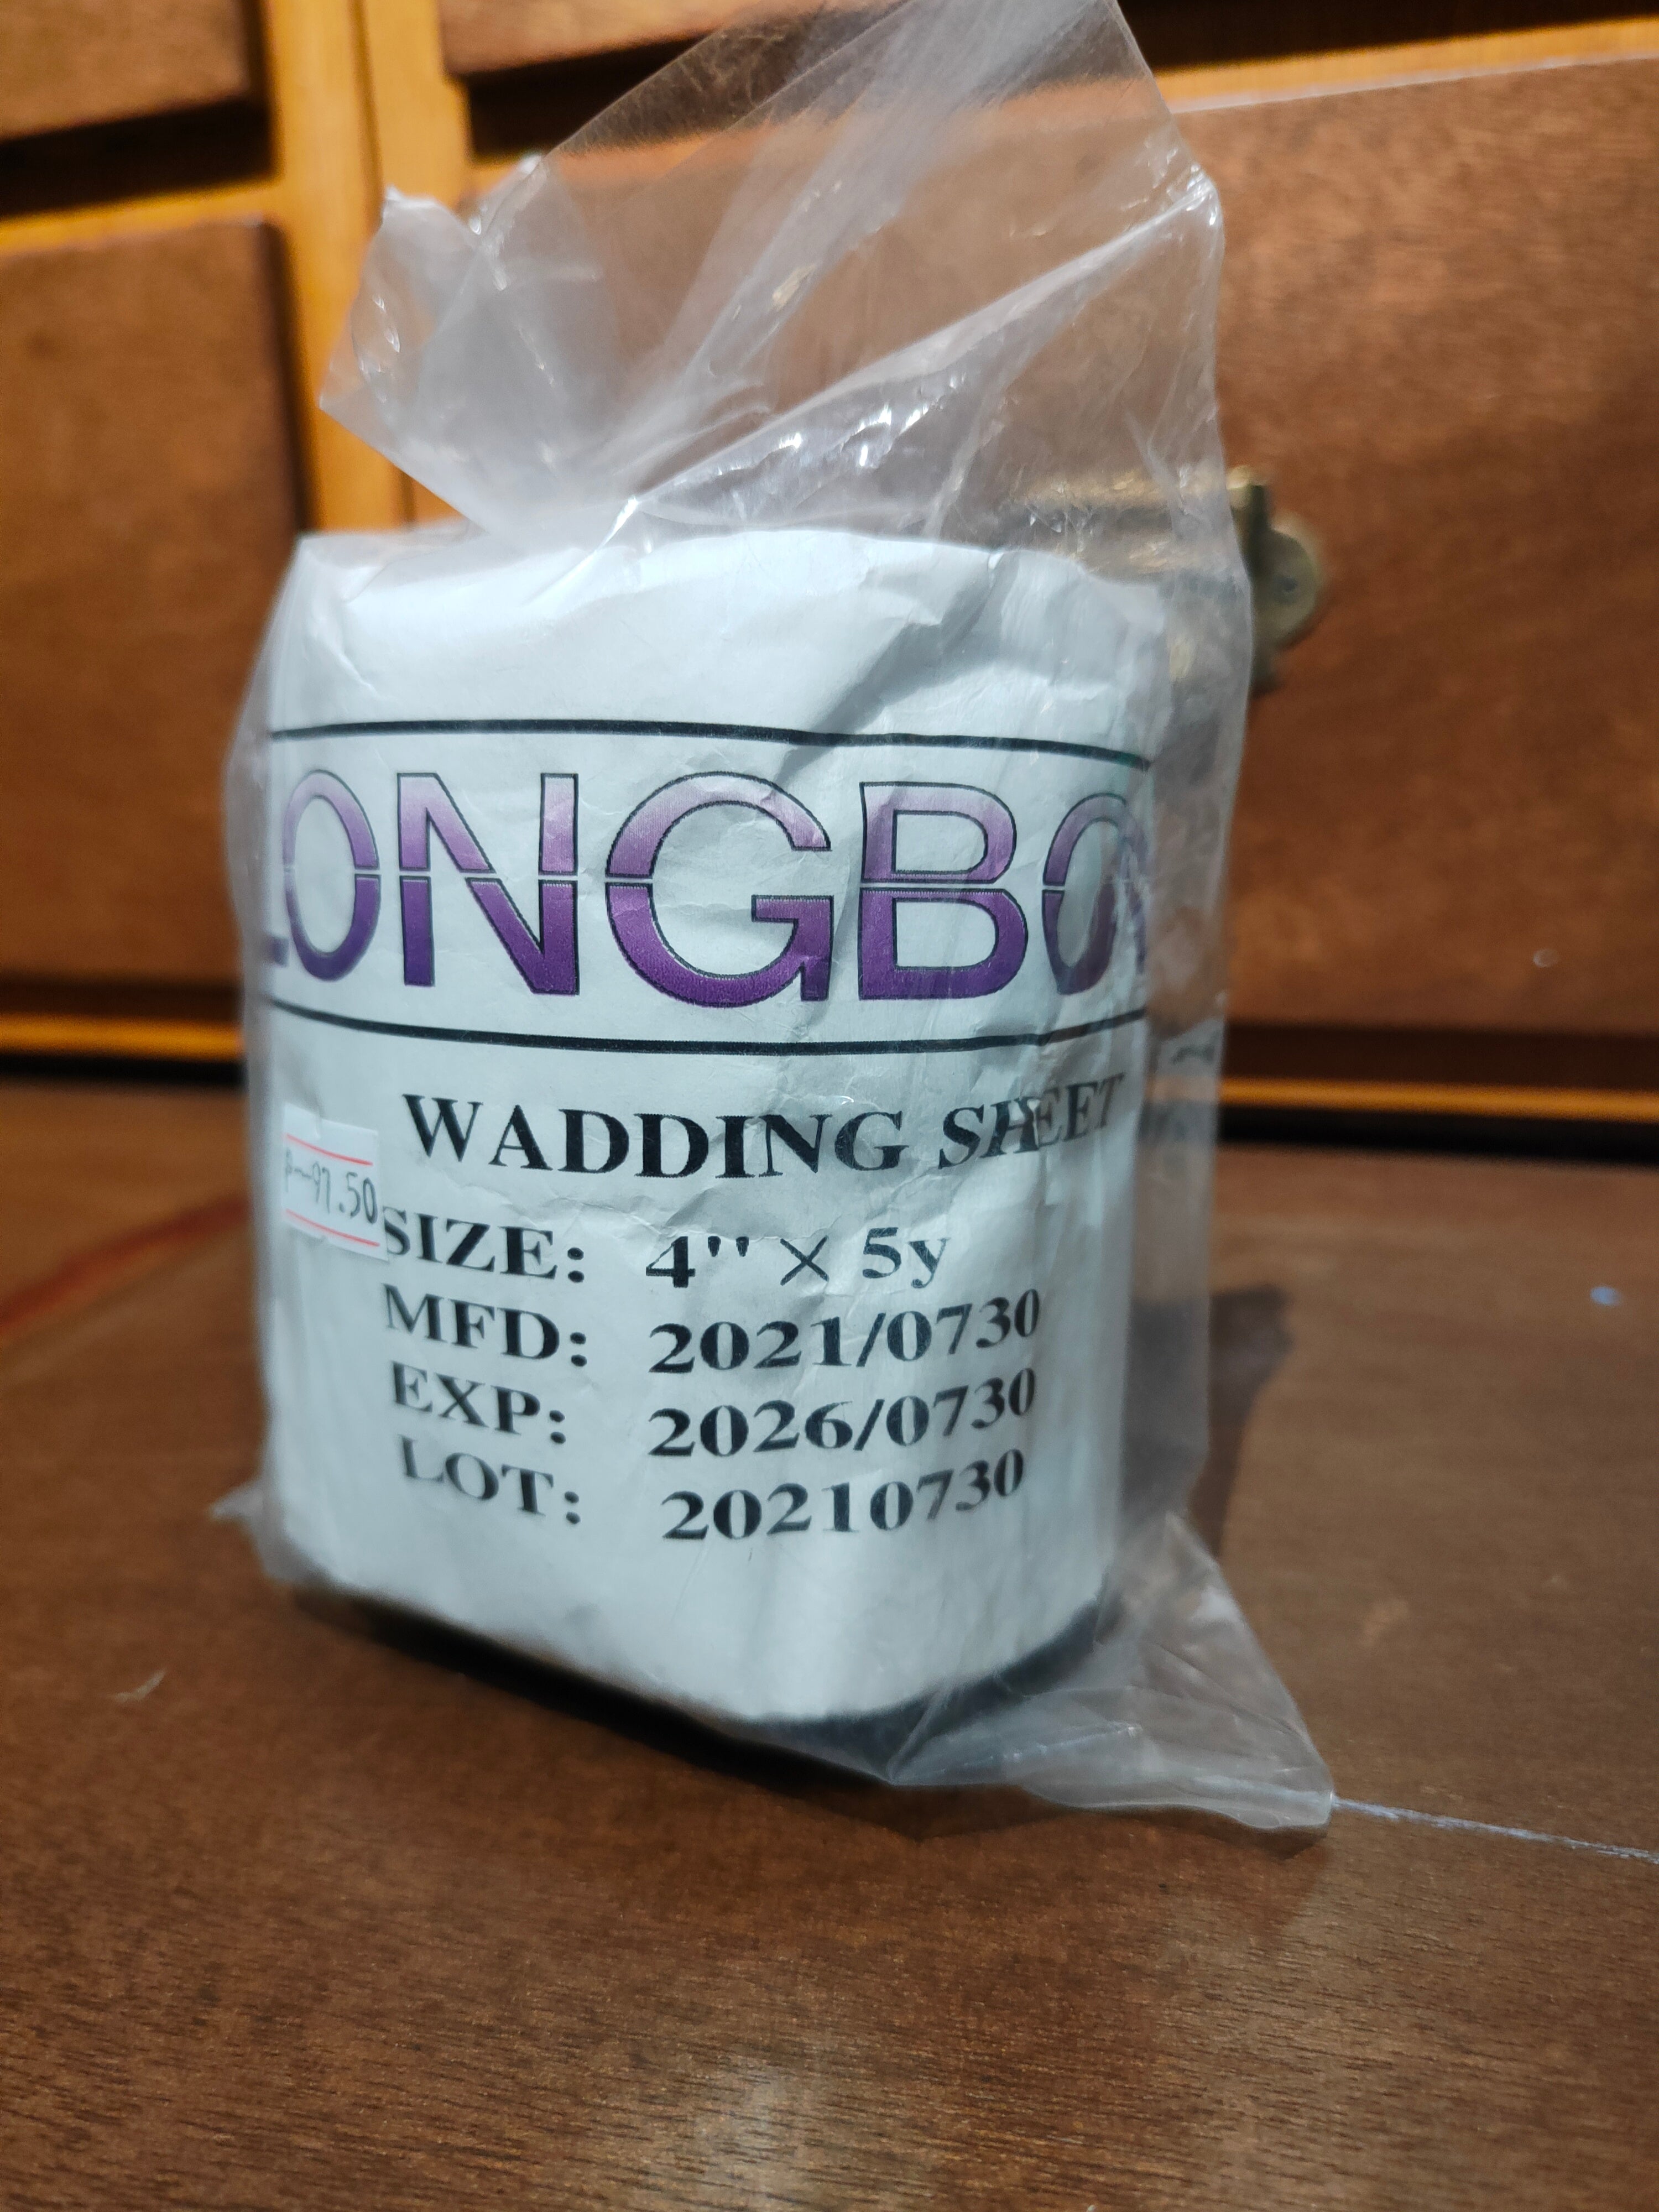 LONGBO
WADDING SHEET
₱~97.50
SIZE: 4'' × 5y
MFD: 2021/0730
EXP: 2026/0730
LOT: 20210730